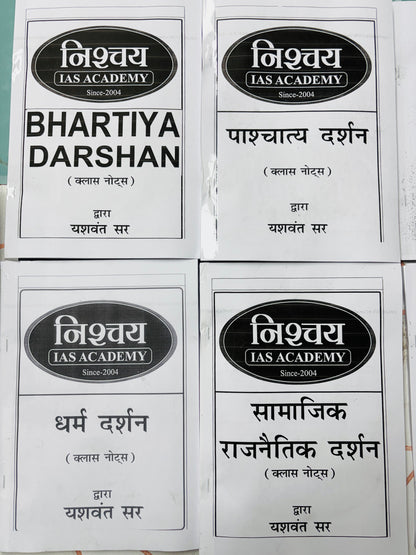 निश्चय
IAS ACADEMY
Since-2004
BHARTIYA
DARSHAN
( क्लास नोट्स )
द्वारा
यशवंत सर
निश्चय
IAS ACADEMY
Since-2004
पाश्चात्य दर्शन
( क्लास नोट्स )
द्वारा
यशवंत सर
निश्चय
IAS ACADEMY
Since-2004
धर्म दर्शन
( क्लास नोट्स )
द्वारा
यशवंत सर
निश्चय
IAS ACADEMY
Since-2004
सामाजिक
राजनैतिक दर्शन
( क्लास नोट्स )
द्वारा
यशवंत सर